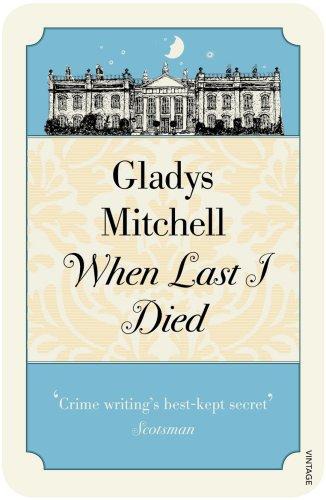 Gladys
Mitchell
When Last I
Died
‘Crime writing’s best-kept secret’
Scotsman
VINTAGE